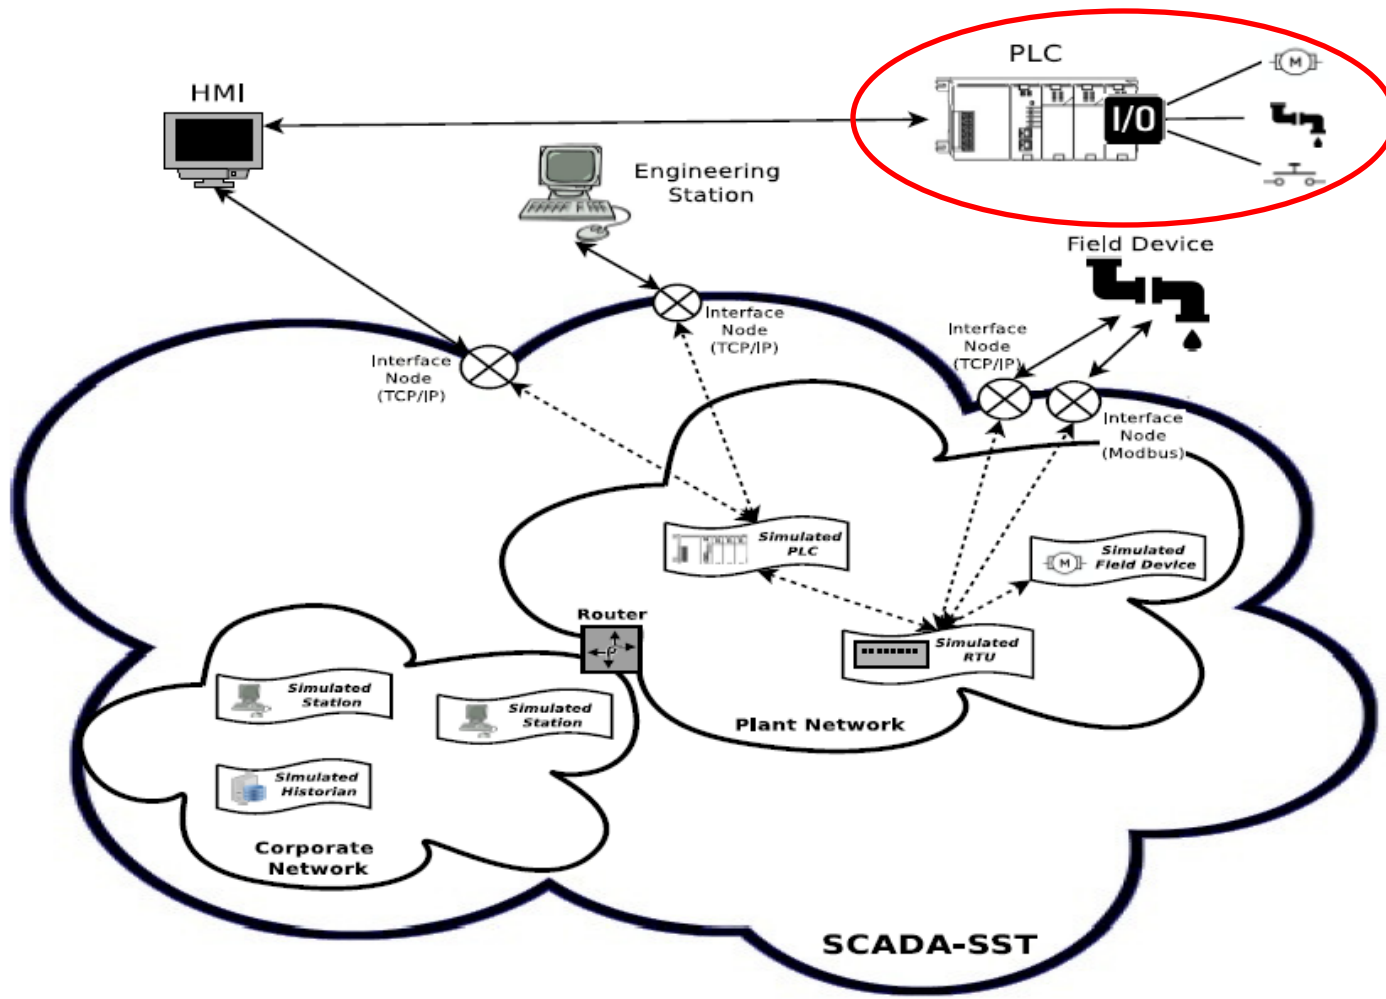 PLC
M
HMI
I/O
Engineering
Station
Field Device
Interface
Node
(TCP/IP)
Interface
Node
(TCP/IP)
Interface
Node
(TCP/IP)
Interface
Node
(Modbus)
Simulated
PLC
Simulated
Field Device
M
Router
Simulated
RTU
Simulated
Station
Simulated
Station
Plant Network
Simulated
Historian
Corporate
Network
SCADA-SST